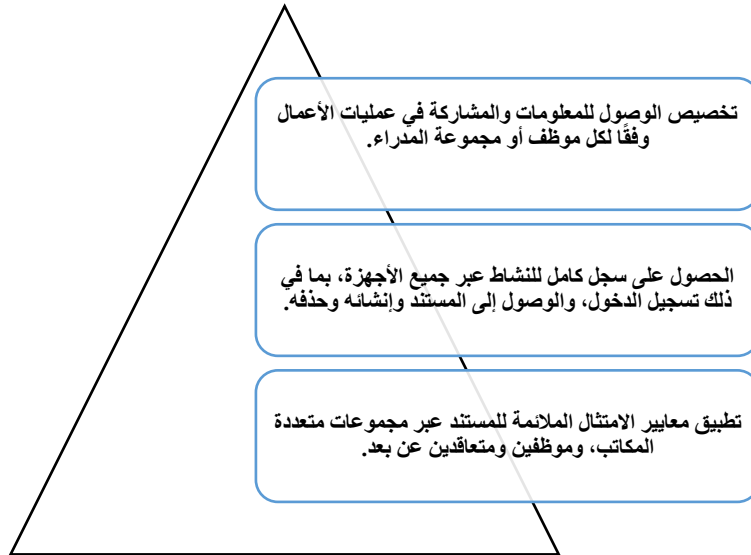 تخصيص الوصول للمعلومات والمشاركة في عمليات الأعمال
وفقًا لكل موظف أو مجموعة المدراء.
الحصول على سجل كامل للنشاط عبر جميع الأجهزة، بما في
ذلك تسجيل الدخول، والوصول إلى المستند وإنشائه وحذفه.
تطبيق معايير الامتثال الملائمة للمستند عبر مجموعات متعددة
المكاتب، وموظفين ومتعاقدين عن بعد.